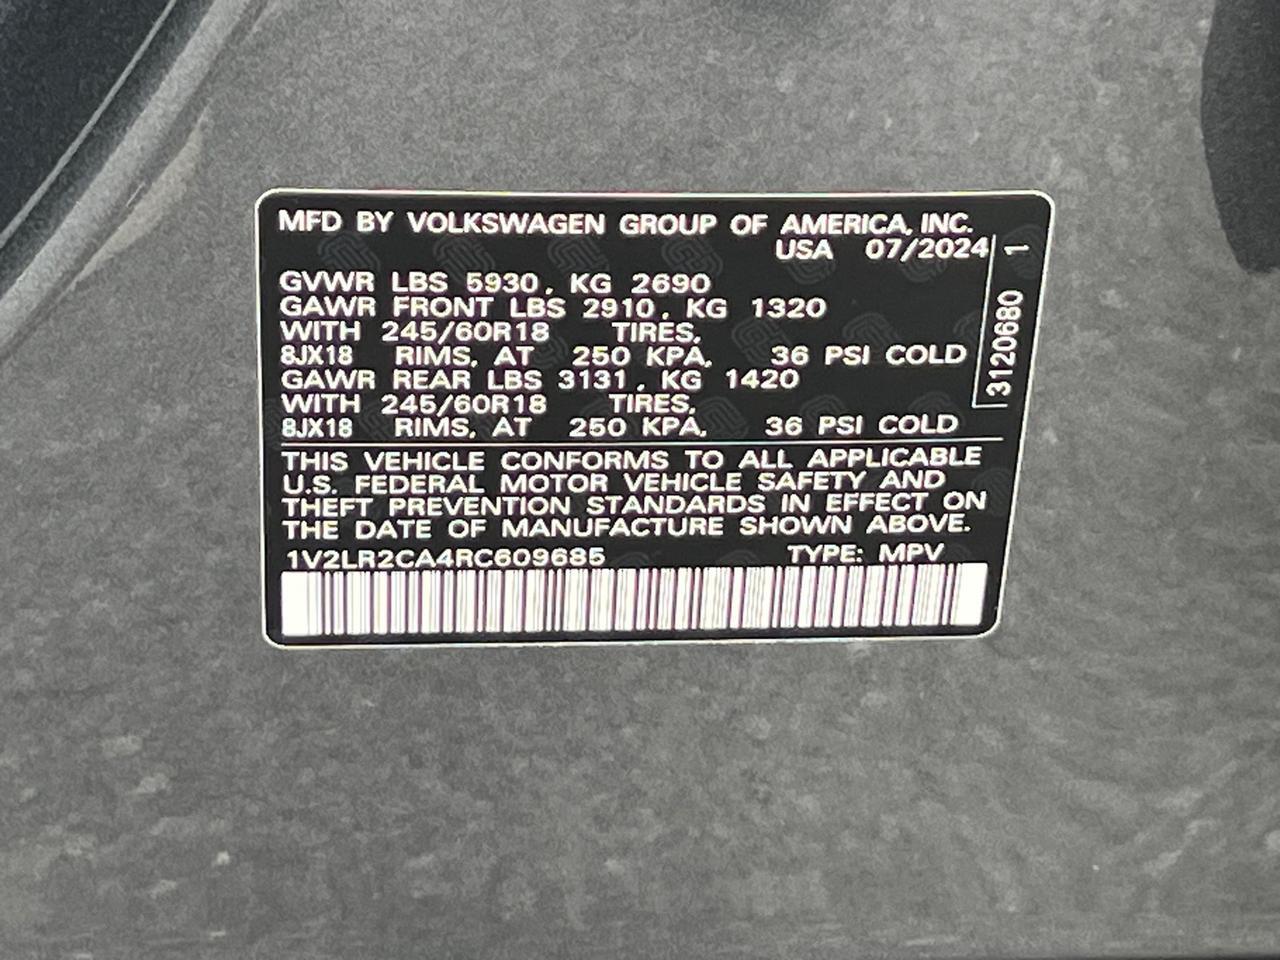 MFD BY VOLKSWAGEN GROUP OF AMERICA, INC.
USA 07/2024
GVWR LBS 5930, KG 2690
GAWR FRONT LBS 2910, KG 1320
WITH 245/60R18 TIRES,
8JX18 RIMS, AT 250 KPA, 36 PSI COLD
GAWR REAR LBS 3131, KG 1420
WITH 245/60R18 TIRES,
8JX18 RIMS, AT 250 KPA, 36 PSI COLD
THIS VEHICLE CONFORMS TO ALL APPLICABLE
U.S. FEDERAL MOTOR VEHICLE SAFETY AND
THEFT PREVENTION STANDARDS IN EFFECT ON
THE DATE OF MANUFACTURE SHOWN ABOVE.
1V2LR2CA4RC609685 TYPE: MPV
3120680 1